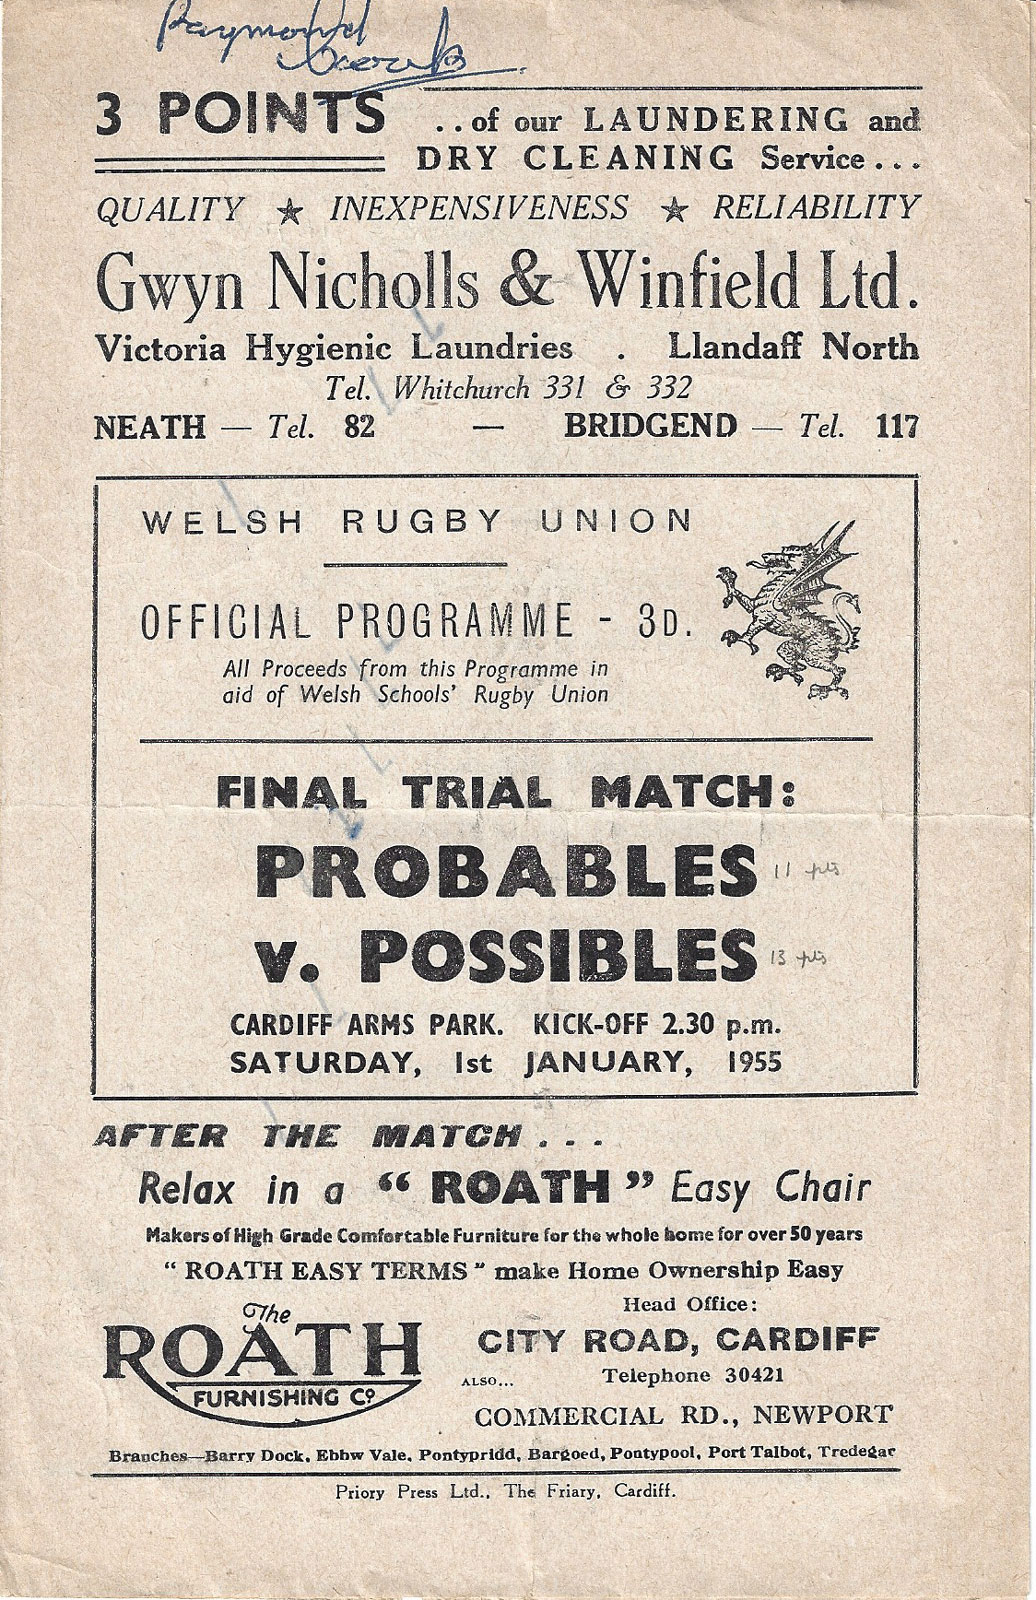 Raymond
3 POINTS
..of our LAUNDERING and
DRY CLEANING Service...
QUALITY ★ INEXPENSIVENESS ★ RELIABILITY
Gwyn Nicholls & Winfield Ltd.
Victoria Hygienic Laundries . Llandaff North
Tel. Whitchurch 331 & 332
NEATH — Tel. 82 — BRIDGEND — Tel. 117
WELSH RUGBY UNION
OFFICIAL PROGRAMME - 3D.
All Proceeds from this Programme in
aid of Welsh Schools' Rugby Union
FINAL TRIAL MATCH:
PROBABLES 11 pts
v. POSSIBLES 13 pts
CARDIFF ARMS PARK. KICK-OFF 2.30 p.m.
SATURDAY, 1st JANUARY, 1955
AFTER THE MATCH...
Relax in a "ROATH" Easy Chair
Makers of High Grade Comfortable Furniture for the whole home for over 50 years
"ROATH EASY TERMS" make Home Ownership Easy
The
ROATH
FURNISHING Co
Head Office:
CITY ROAD, CARDIFF
Telephone 30421
ALSO...
COMMERCIAL RD., NEWPORT
Branches—Barry Dock, Ebbw Vale, Pontypridd, Bargoed, Pontypool, Port Talbot, Tredegar
Priory Press Ltd., The Friary, Cardiff.